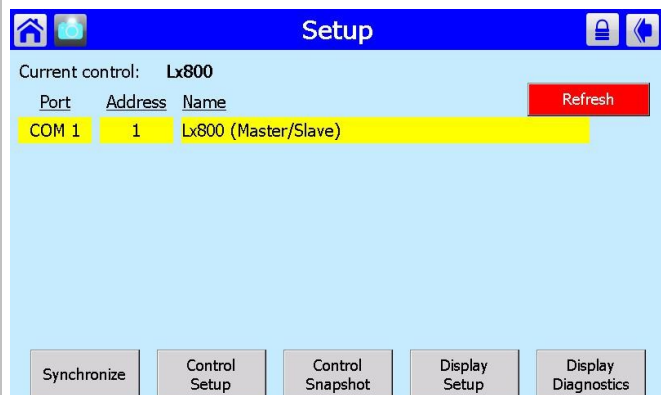 Setup
Current control: Lx800
Port Address Name
Refresh
COM 1 1 Lx800 (Master/Slave)
Synchronize
Control
Setup
Control
Snapshot
Display
Setup
Display
Diagnostics